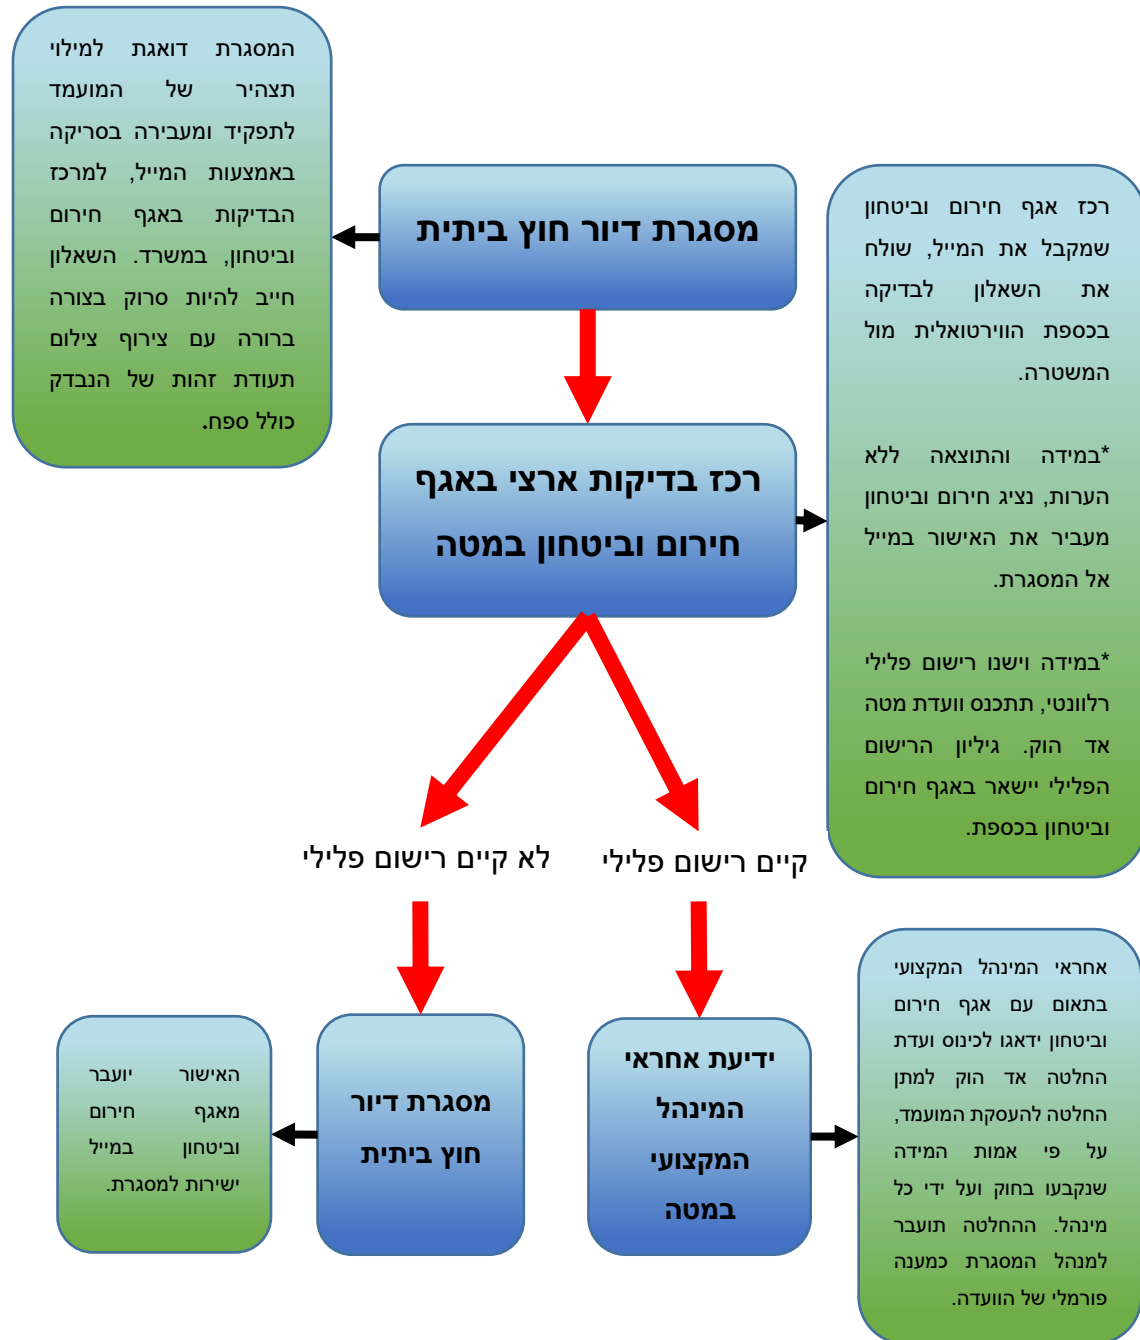 המסגרת דואגת למילוי
תצהיר של המועמד
לתפקיד ומעבירה בסריקה
באמצעות המייל, למרכז
הבדיקות באגף חירום
וביטחון, במשרד. השאלון
חייב להיות סרוק בצורה
ברורה עם צירוף צילום
תעודת זהות של הנבדק
כולל ספח.
מסגרת דיור חוץ ביתית
רכז אגף חירום וביטחון
שמקבל את המייל, שולח
את השאלון לבדיקה
בכספת הווירטואלית מול
המשטרה.
*במידה והתוצאה ללא
הערות, נציג חירום וביטחון
מעביר את האישור במייל
אל המסגרת.
*במידה וישנו רישום פלילי
רלוונטי, תתכנס וועדת מטה
אד הוק. גיליון הרישום
הפלילי יישאר באגף חירום
וביטחון בכספת.
רכז בדיקות ארצי באגף
חירום וביטחון במטה
קיים רישום פלילי
לא קיים רישום פלילי
אחראי המינהל המקצועי
בתאום עם אגף חירום
וביטחון ידאגו לכינוס ועדת
החלטה אד הוק למתן
החלטה להעסקת המועמד,
על פי אמות המידה
שנקבעו בחוק ועל ידי כל
מינהל. ההחלטה תועבר
למנהל המסגרת כמענה
פורמלי של הוועדה.
ידיעת אחראי
המינהל
המקצועי
במטה
מסגרת דיור
חוץ ביתית
האישור יועבר
מאגף חירום
וביטחון במייל
ישירות למסגרת.